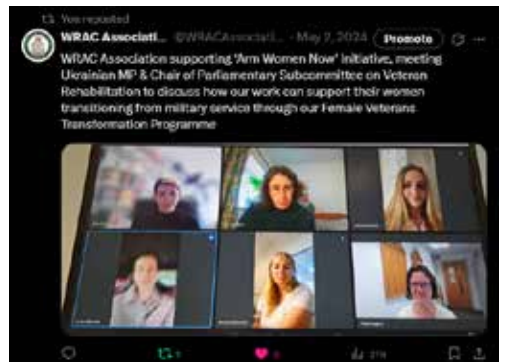 You reposted
WRAC Associati... @WRACAssociati... · May 2, 2024 Promote
WRAC Association supporting 'Arm Women Now' initiative, meeting
Ukrainian MP & Chair of Parliamentary Subcommittee on Veteran
Rehabilitation to discuss how our work can support their women
transitioning from military service through our Female Veterans
Transformation Programme